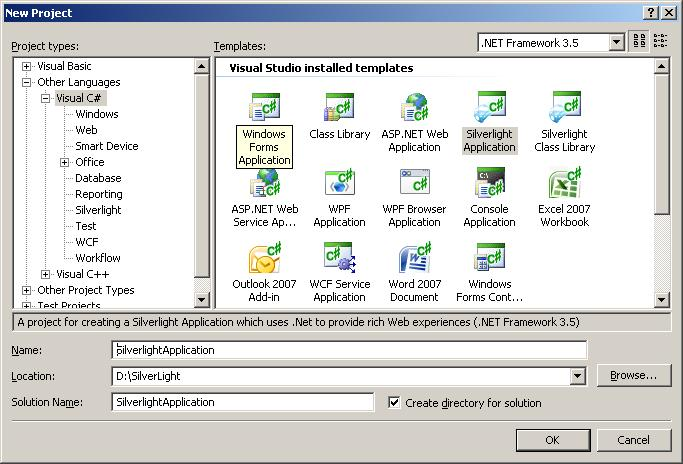 New Project
Project types:
Templates:
.NET Framework 3.5
Visual Basic
Other Languages
Visual C#
Windows
Web
Smart Device
Office
Database
Reporting
Silverlight
Test
WCF
Workflow
Visual C++
Other Project Types
Test Projects
Visual Studio installed templates
Windows Forms Application
Class Library
ASP.NET Web Application
Silverlight Application
Silverlight Class Library
ASP.NET Web Service Ap...
WPF Application
WPF Browser Application
Console Application
Excel 2007 Workbook
Outlook 2007 Add-in
WCF Service Application
Word 2007 Document
Windows Forms Cont...
A project for creating a Silverlight Application which uses .Net to provide rich Web experiences (.NET Framework 3.5)
Name:
SilverlightApplication
Location:
D:\SilverLight
Browse...
Solution Name:
SilverlightApplication
Create directory for solution
OK
Cancel